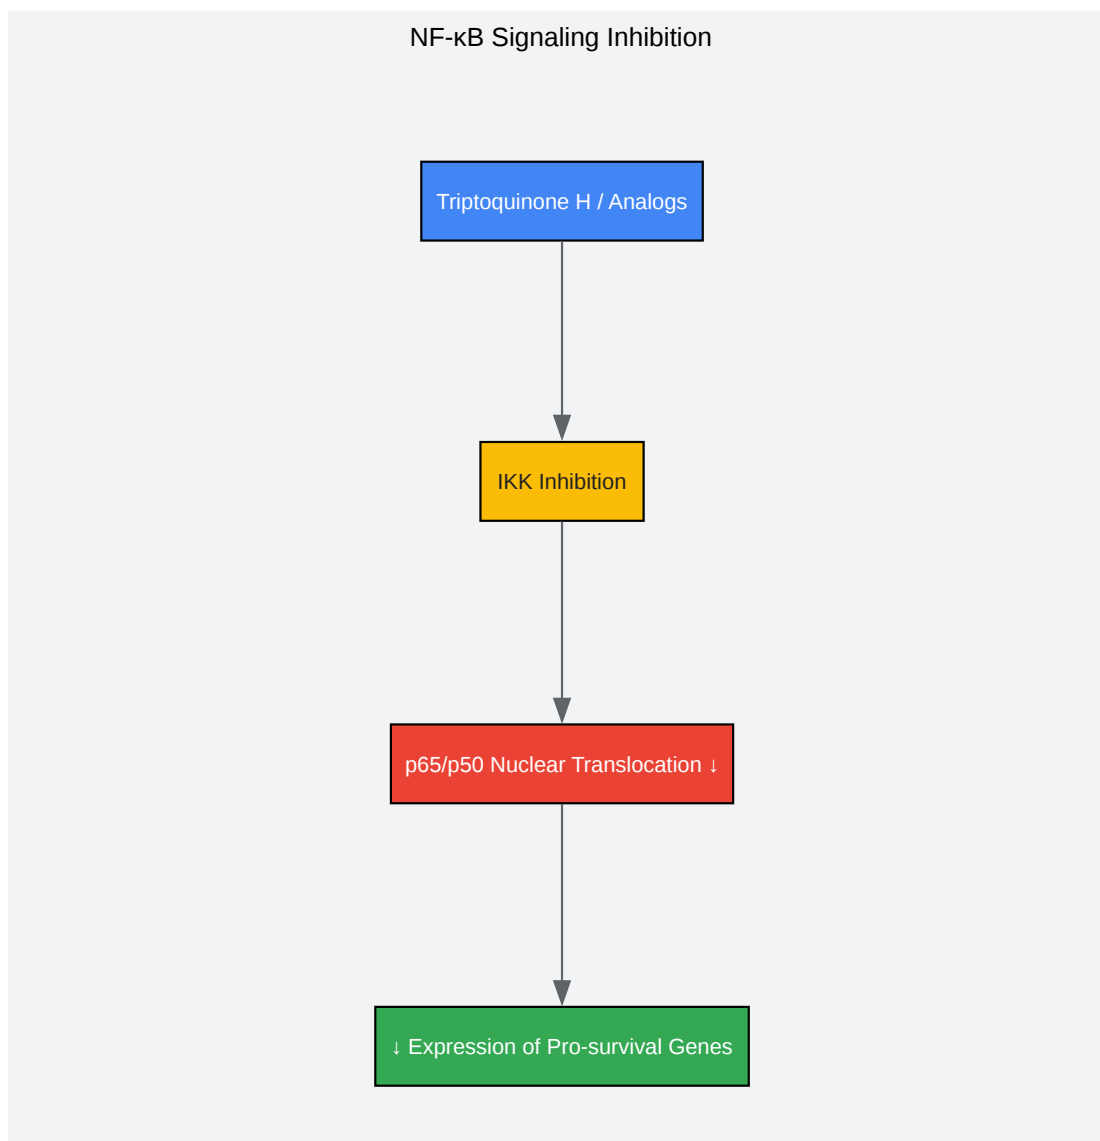 NF-κB Signaling Inhibition
Triptoquinone H / Analogs
IKK Inhibition
p65/p50 Nuclear Translocation ↓
↓ Expression of Pro-survival Genes